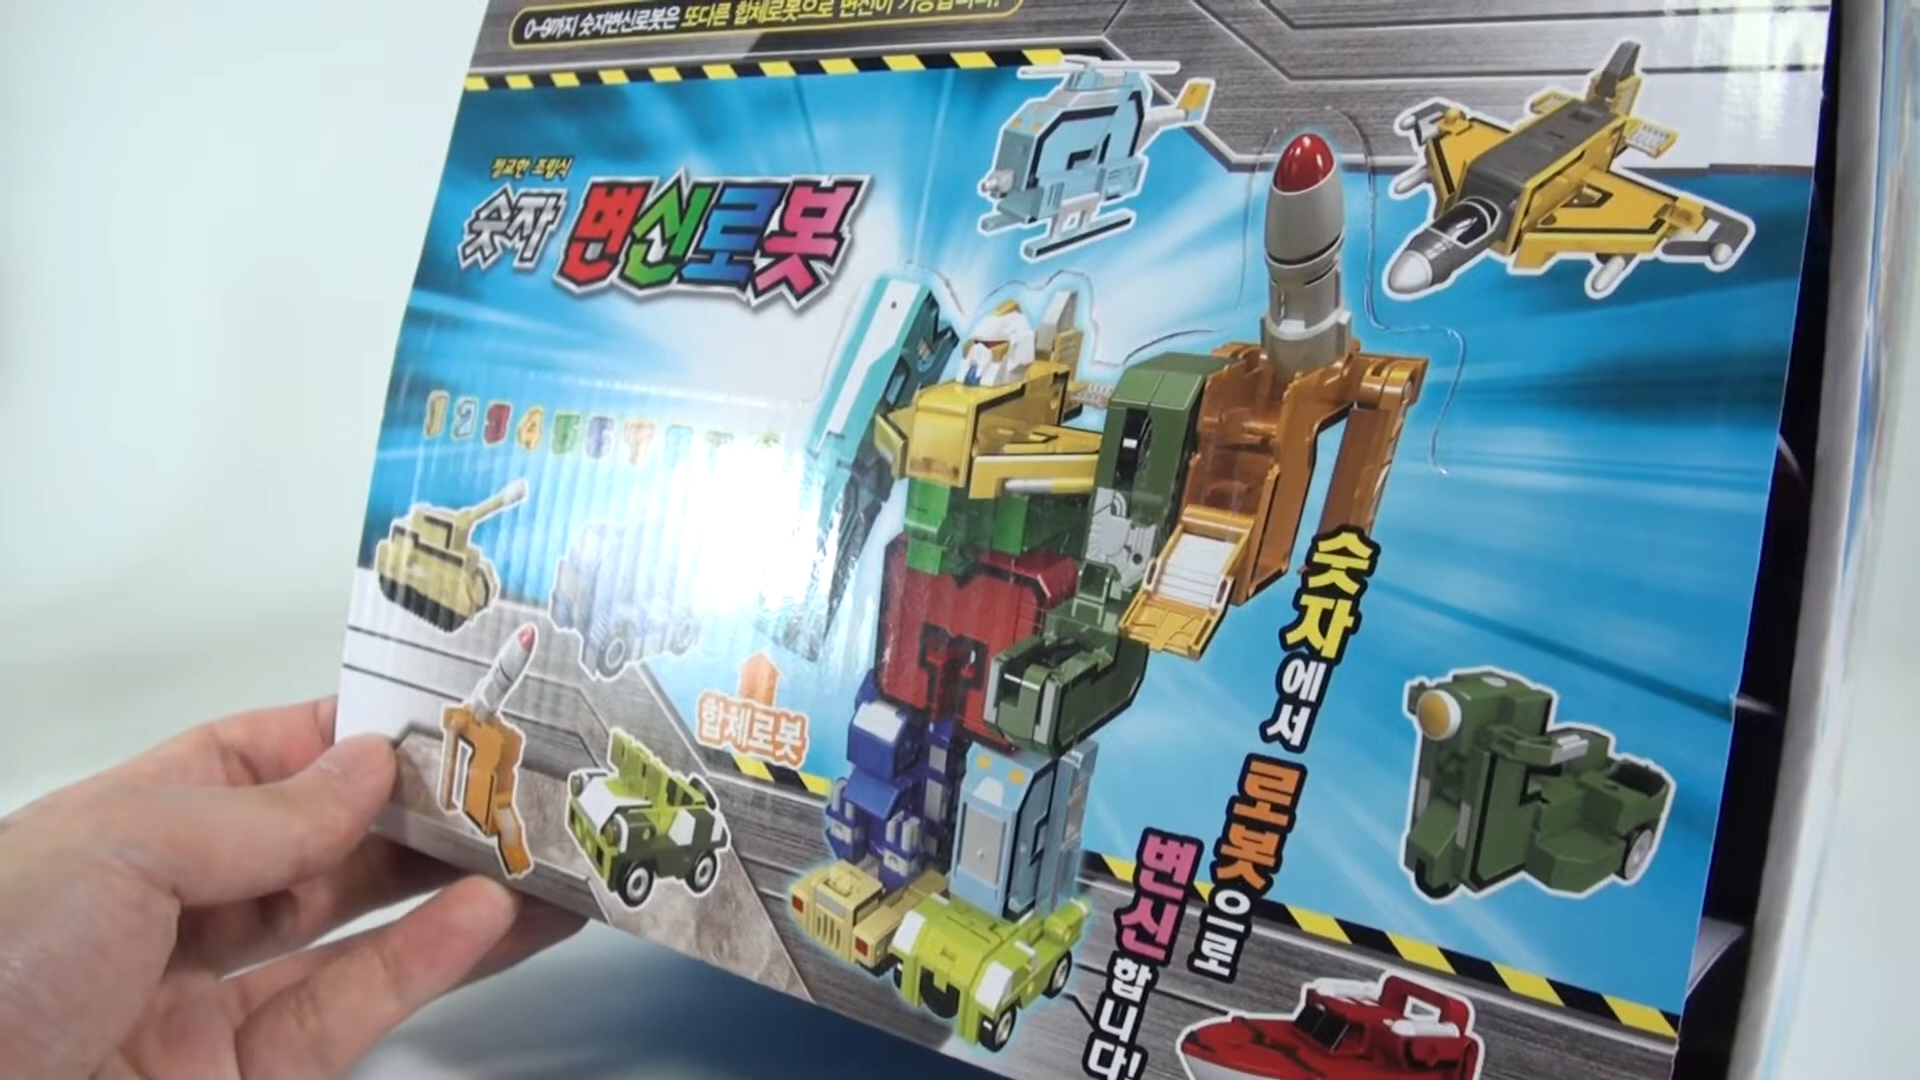 0~9까지 숫자변신로봇은 또다른 합체로봇으로 변신이 가능합니다!
정교한 조립식
숫자 변신로봇
1 2 3 4 5 6 7
합체로봇
숫자에서
로봇으로
변신합니다!